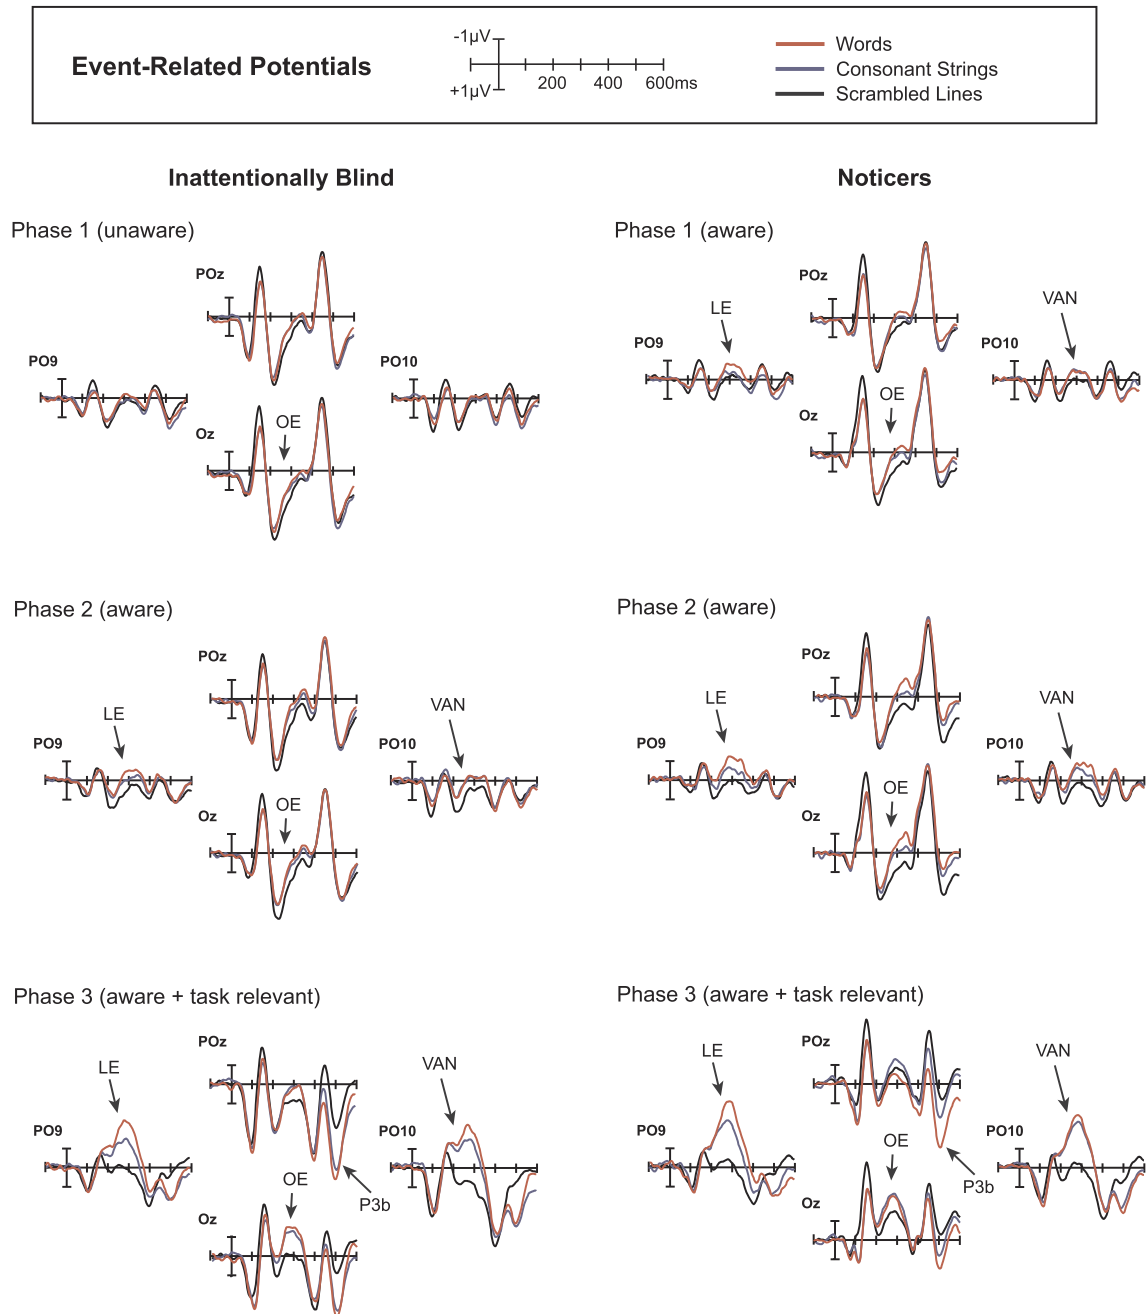 Event-Related Potentials
-1µV
+1µV
200 400 600ms
Words
Consonant Strings
Scrambled Lines
Inattentionally Blind
Noticers
Phase 1 (unaware)
POz
PO9
PO10
Oz
OE
Phase 1 (aware)
POz
LE
VAN
PO9
PO10
OE
Oz
Phase 2 (aware)
POz
LE
VAN
PO9
PO10
OE
Oz
Phase 2 (aware)
POz
LE
VAN
PO9
PO10
OE
Oz
Phase 3 (aware + task relevant)
POz
LE
VAN
PO9
PO10
OE
P3b
Oz
Phase 3 (aware + task relevant)
POz
LE
VAN
PO9
PO10
OE
P3b
Oz